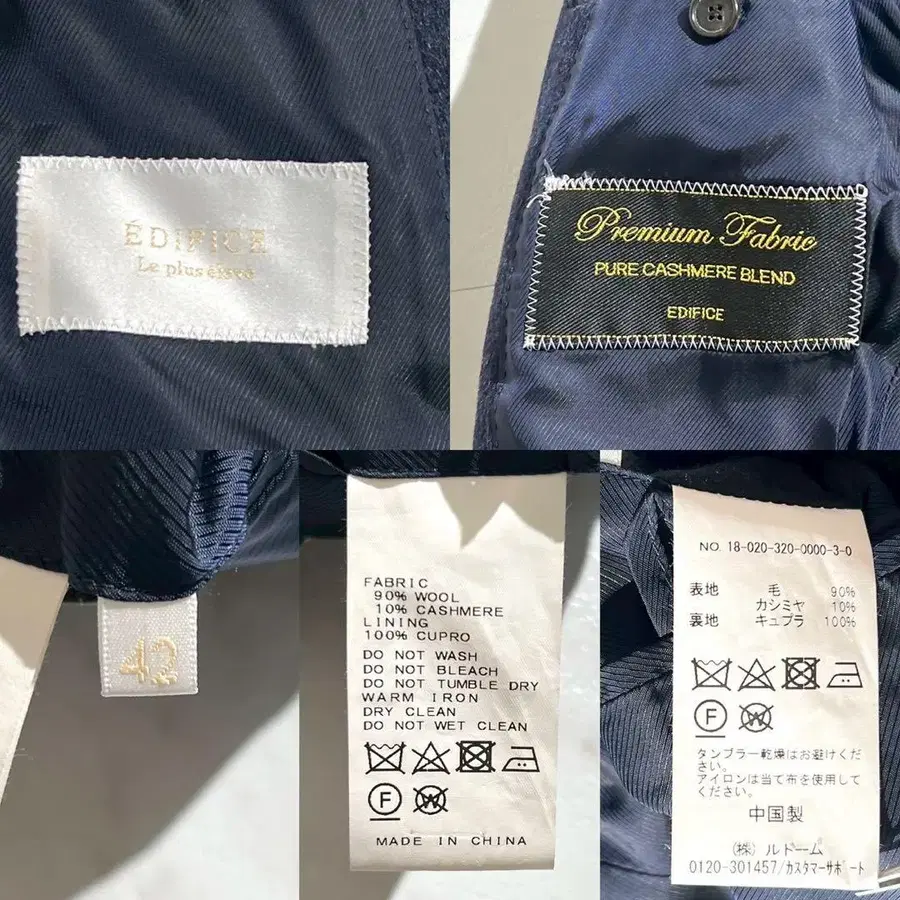 ÉDIFICE
Le plus élevé
Premium Fabric
PURE CASHMERE BLEND
EDIFICE
42
FABRIC
90% WOOL
10% CASHMERE
LINING
100% CUPRO
DO NOT WASH
DO NOT BLEACH
DO NOT TUMBLE DRY
WARM IRON
DRY CLEAN
DO NOT WET CLEAN
F W
MADE IN CHINA
NO. 18-020-320-0000-3-0
表地 毛 90%
カシミヤ 10%
裏地 キュプラ 100%
F W
タンブラー乾燥はお避けくだ
さい。
アイロンは当て布を使用して
ください。
中国製
(株) ルドーム
0120-301457/カスタマーサポート